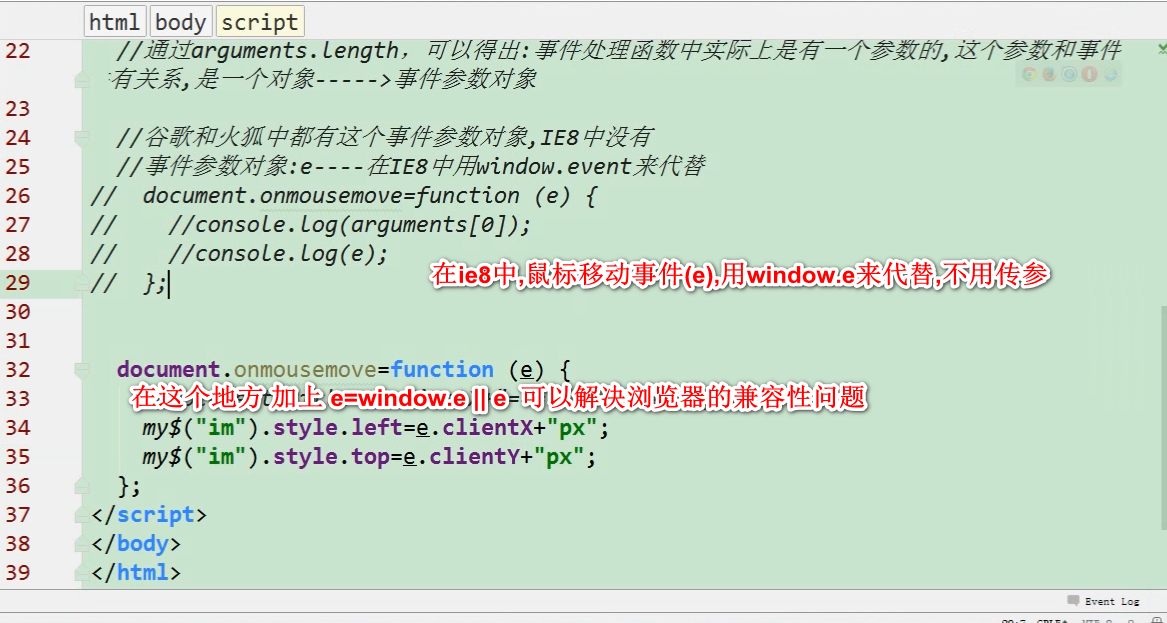 html body script
22 //通过arguments.length，可以得出:事件处理函数中实际上是有一个参数的,这个参数和事件
有关系,是一个对象----->事件参数对象
23
24 //谷歌和火狐中都有这个事件参数对象,IE8中没有
25 //事件参数对象:e----在IE8中用window.event来代替
26 // document.onmousemove=function (e) {
27 // //console.log(arguments[0]);
28 // //console.log(e);
在ie8中,鼠标移动事件(e),用window.e来代替,不用传参
29 // };
30
31
32 document.onmousemove=function (e) {
33 在这个地方加上 e=window.e || e 可以解决浏览器的兼容性问题
34 my$("im").style.left=e.clientX+"px";
35 my$("im").style.top=e.clientY+"px";
36 };
37 </script>
38 </body>
39 </html>
Event Log